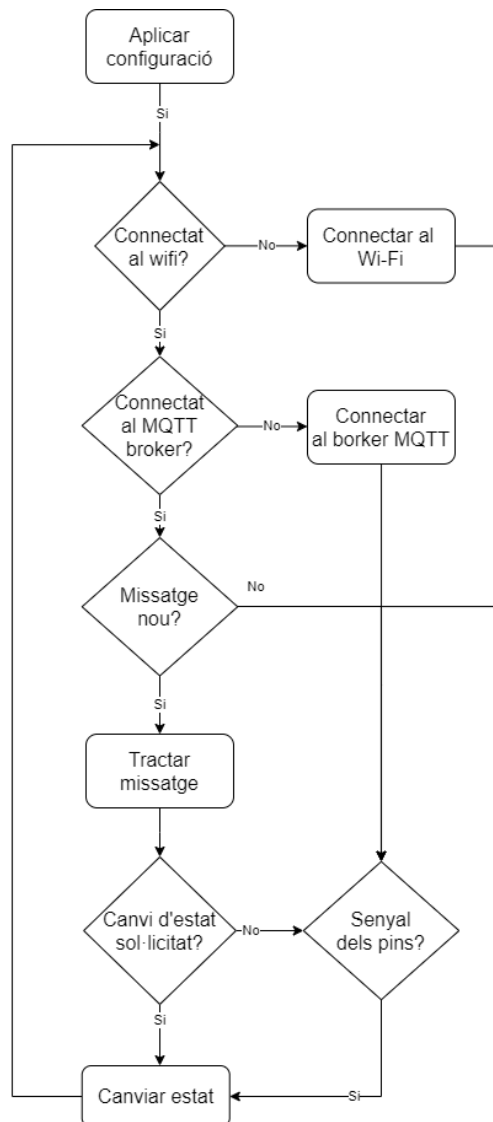 Aplicar
configuració
Si
Connectat
al wifi?
No
Connectar al
Wi-Fi
Si
Connectat
al MQTT
broker?
No
Connectar
al borker MQTT
Si
Missatge
nou?
No
Si
Tractar
missatge
Canvi d'estat
sol·licitat?
No
Senyal
dels pins?
Si
Canviar estat
Si